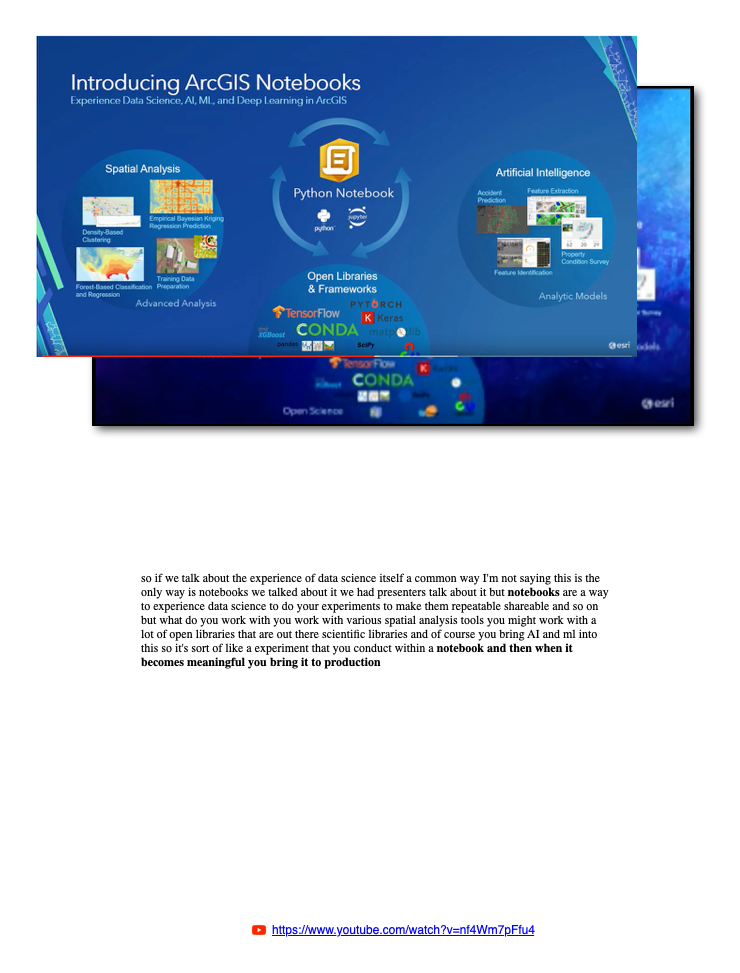 Introducing ArcGIS Notebooks
Experience Data Science, AI, ML, and Deep Learning in ArcGIS
Spatial Analysis
Density-Based
Clustering
Empirical Bayesian Kriging
Regression Prediction
Forest-Based Classification
and Regression
Training Data
Preparation
Advanced Analysis
Python Notebook
python
jupyter
Open Libraries
& Frameworks
TensorFlow
PYTORCH
Keras
XGBoost
CONDA
matplotlib
pandas
SciPy
Artificial Intelligence
Accident
Prediction
Feature Extraction
Property
Condition Survey
Feature Identification
Analytic Models
esri
TensorFlow
Keras
CONDA
Open Science
esri
so if we talk about the experience of data science itself a common way I'm not saying this is the
only way is notebooks we talked about it we had presenters talk about it but notebooks are a way
to experience data science to do your experiments to make them repeatable shareable and so on
but what do you work with you work with various spatial analysis tools you might work with a
lot of open libraries that are out there scientific libraries and of course you bring AI and ml into
this so it's sort of like a experiment that you conduct within a notebook and then when it
becomes meaningful you bring it to production
https://www.youtube.com/watch?v=nf4Wm7pFfu4